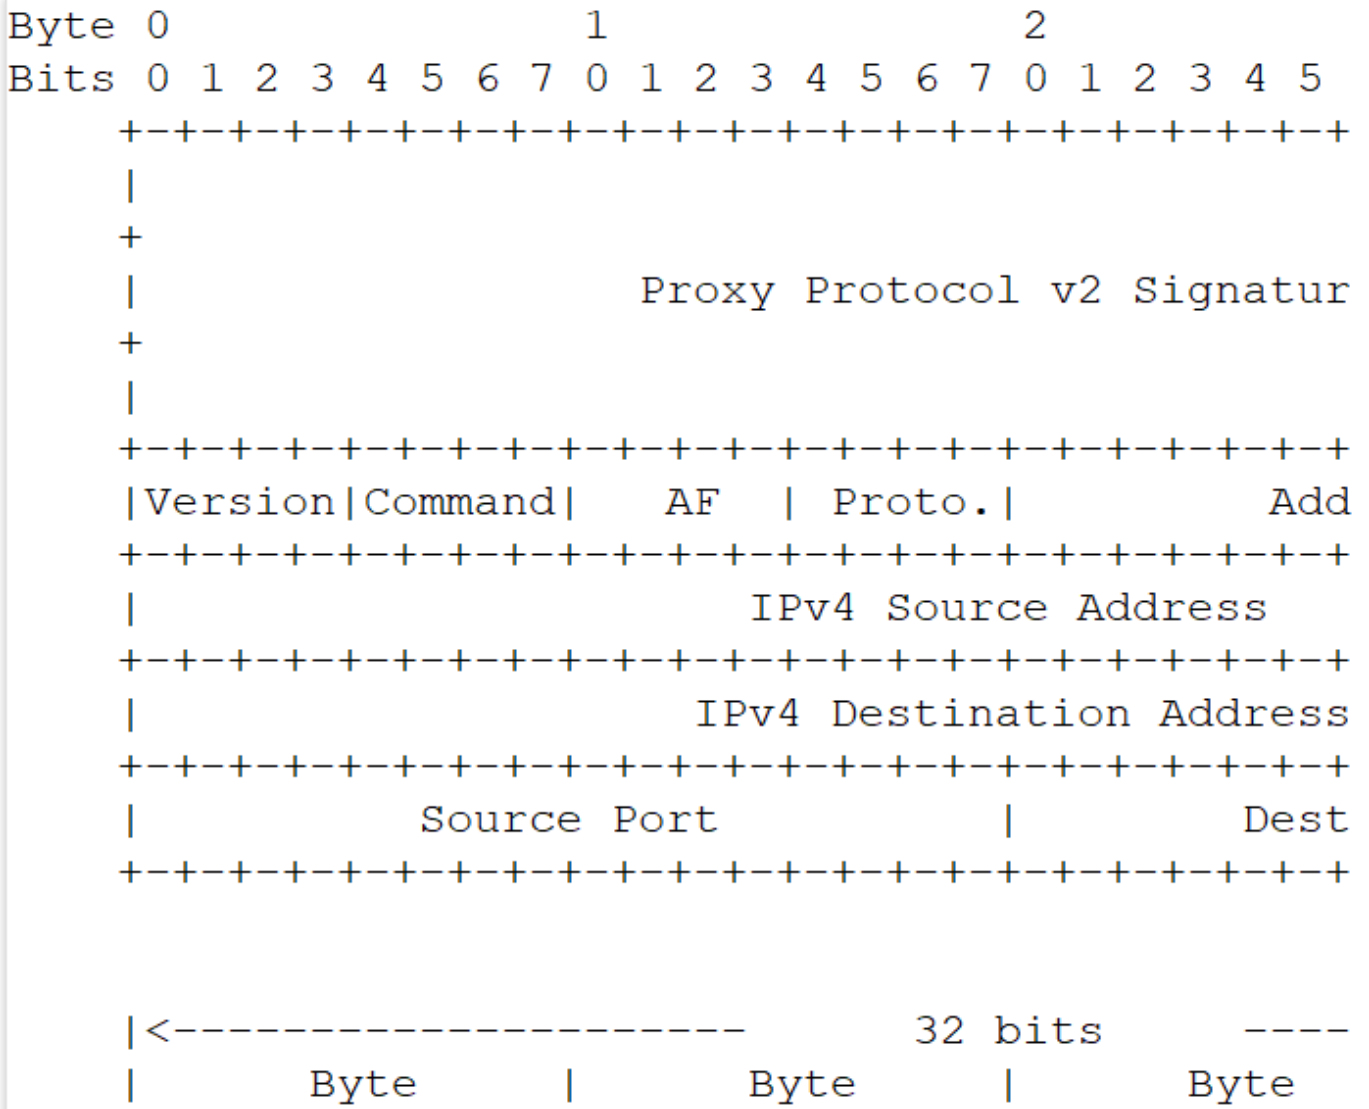 Byte 0 1 2
Bits 0 1 2 3 4 5 6 7 0 1 2 3 4 5 6 7 0 1 2 3 4 5
+-+-+-+-+-+-+-+-+-+-+-+-+-+-+-+-+-+-+-+-+-+-+
|
+
| Proxy Protocol v2 Signatur
+
|
+-+-+-+-+-+-+-+-+-+-+-+-+-+-+-+-+-+-+-+-+-+-+
|Version|Command| AF | Proto.| Add
+-+-+-+-+-+-+-+-+-+-+-+-+-+-+-+-+-+-+-+-+-+-+
| IPv4 Source Address
+-+-+-+-+-+-+-+-+-+-+-+-+-+-+-+-+-+-+-+-+-+-+
| IPv4 Destination Address
+-+-+-+-+-+-+-+-+-+-+-+-+-+-+-+-+-+-+-+-+-+-+
| Source Port | Dest
+-+-+-+-+-+-+-+-+-+-+-+-+-+-+-+-+-+-+-+-+-+-+
|<--------------------- 32 bits ----
| Byte | Byte | Byte